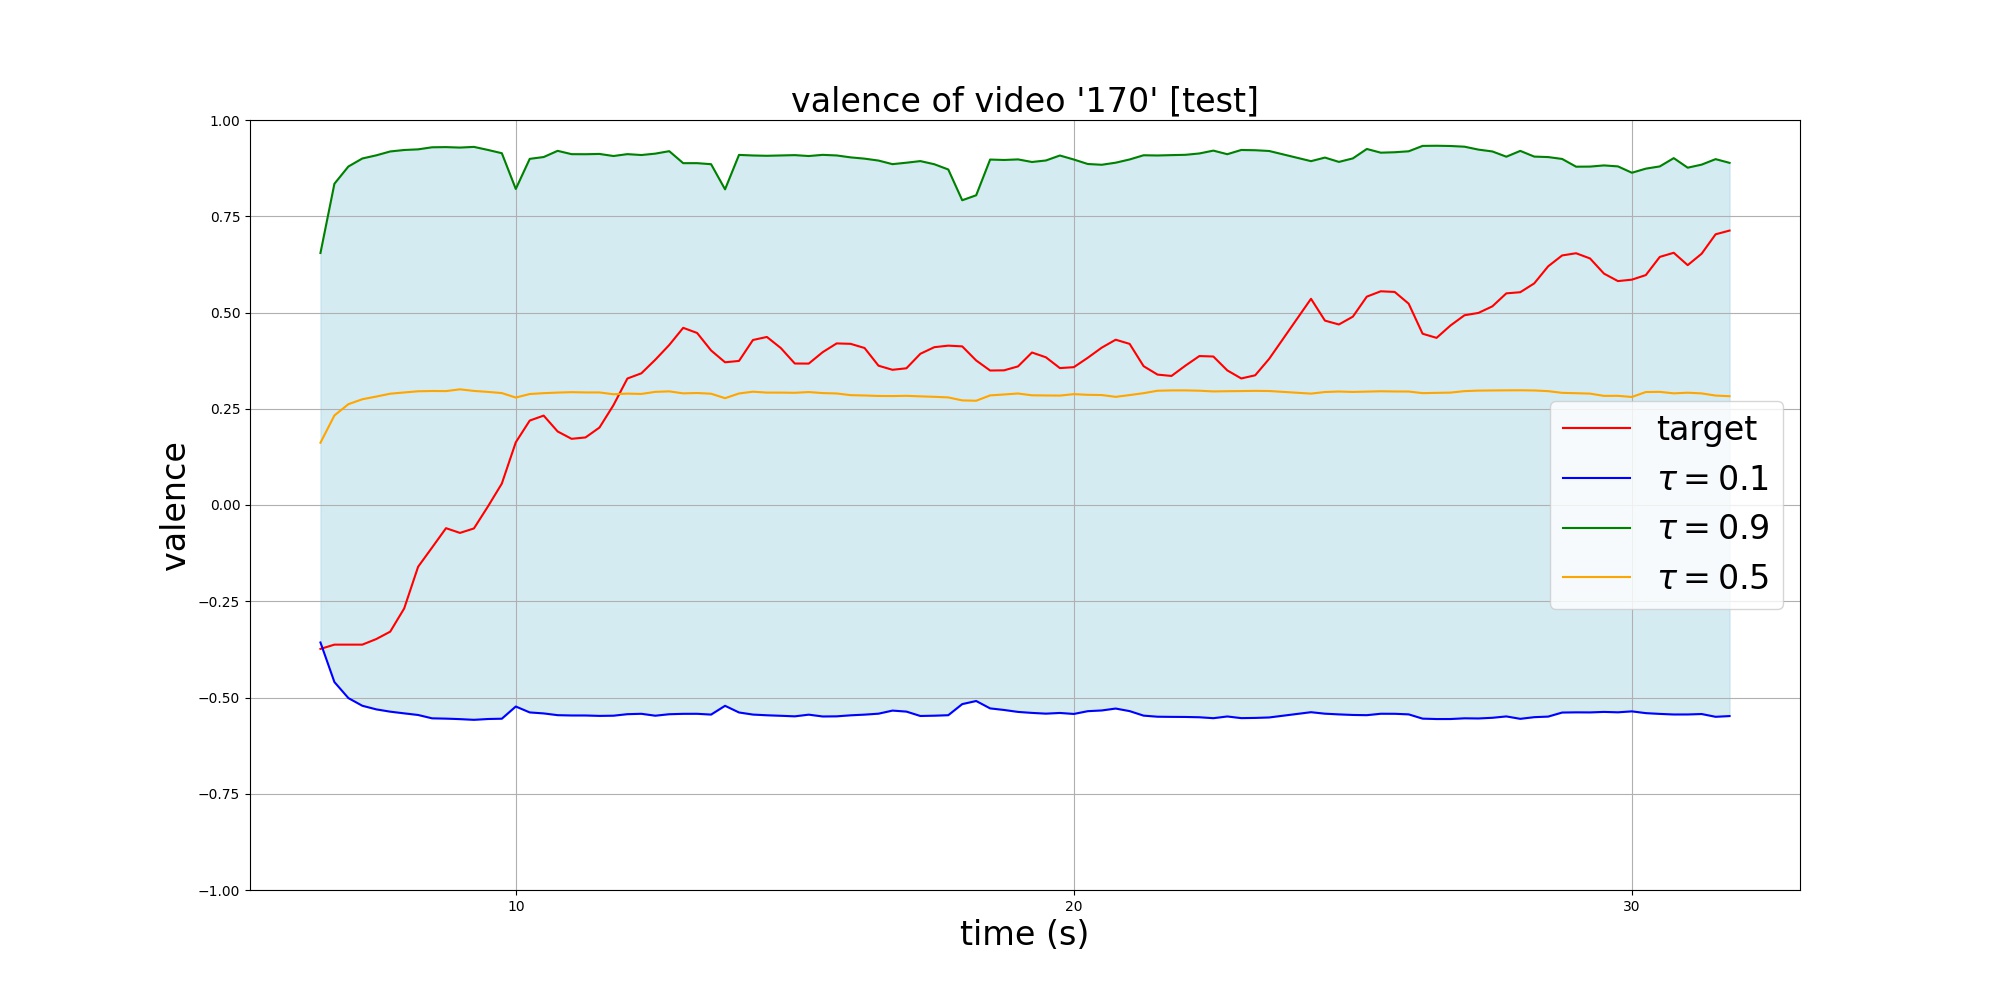 valence of video '170' [test]
1.00
0.75
0.50
0.25
0.00
−0.25
−0.50
−0.75
−1.00
valence
target
τ = 0.1
τ = 0.9
τ = 0.5
10
20
30
time (s)